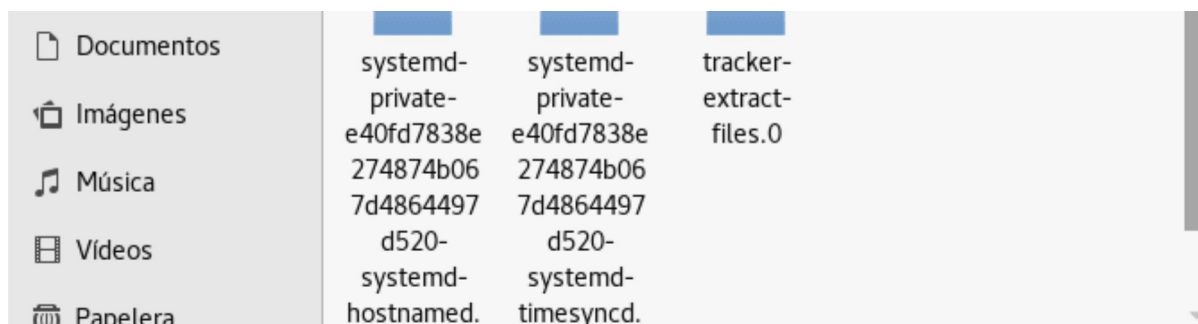 Documentos
Imágenes
Música
Vídeos
Papelera
systemd-
private-
e40fd7838e
274874b06
7d4864497
d520-
systemd-
hostnamed.
systemd-
private-
e40fd7838e
274874b06
7d4864497
d520-
systemd-
timesyncd.
tracker-
extract-
files.0